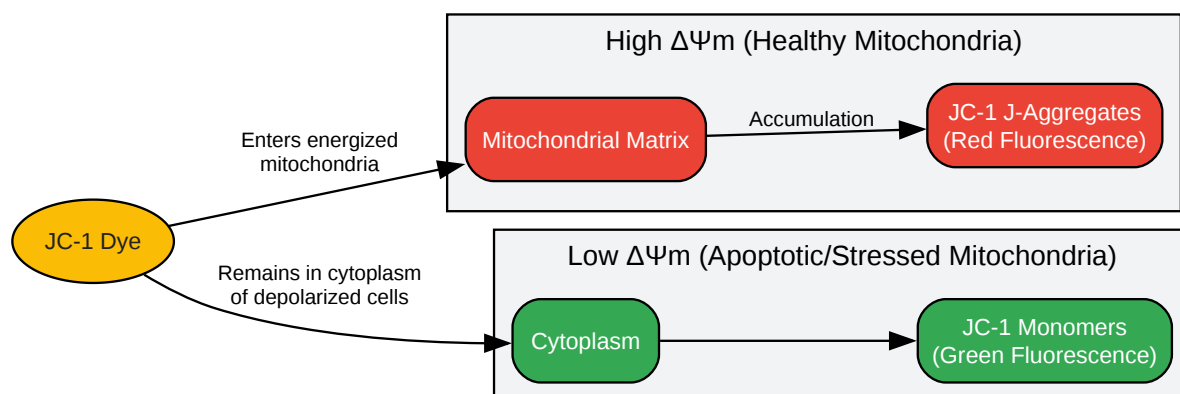 High ΔΨm (Healthy Mitochondria)
Mitochondrial Matrix
Accumulation
JC-1 J-Aggregates
(Red Fluorescence)
Enters energized
mitochondria
JC-1 Dye
Remains in cytoplasm
of depolarized cells
Low ΔΨm (Apoptotic/Stressed Mitochondria)
Cytoplasm
JC-1 Monomers
(Green Fluorescence)